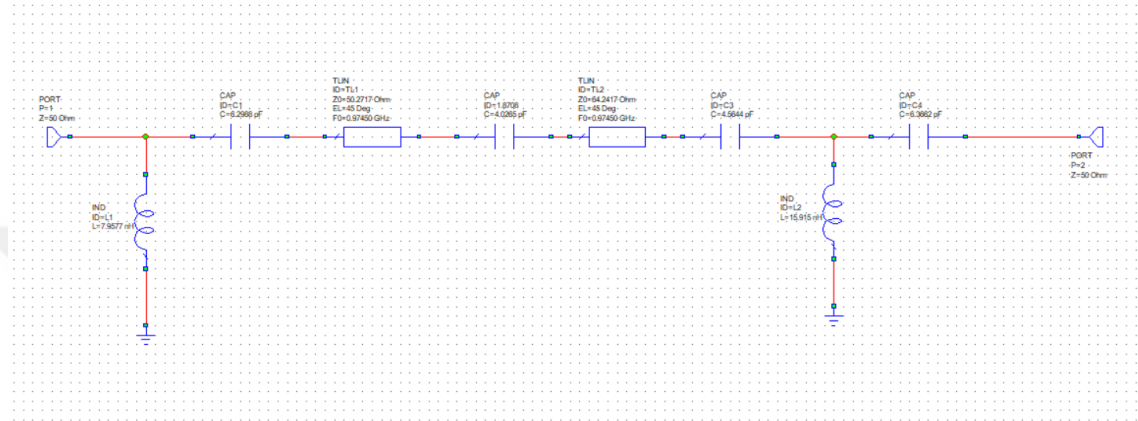 PORT
P=1
Z=50 Ohm
CAP
ID=C1
C=6.2988 pF
TLIN
ID=TL1
Z0=50.2717 Ohm
EL=45 Deg
F0=0.97450 GHz
CAP
ID=1.8708
C=4.0265 pF
TLIN
ID=TL2
Z0=64.2417 Ohm
EL=45 Deg
F0=0.97450 GHz
CAP
ID=C3
C=4.5644 pF
CAP
ID=C4
C=6.3662 pF
PORT
P=2
Z=50 Ohm
IND
ID=L1
L=7.9577 nH
IND
ID=L2
L=15.915 nH